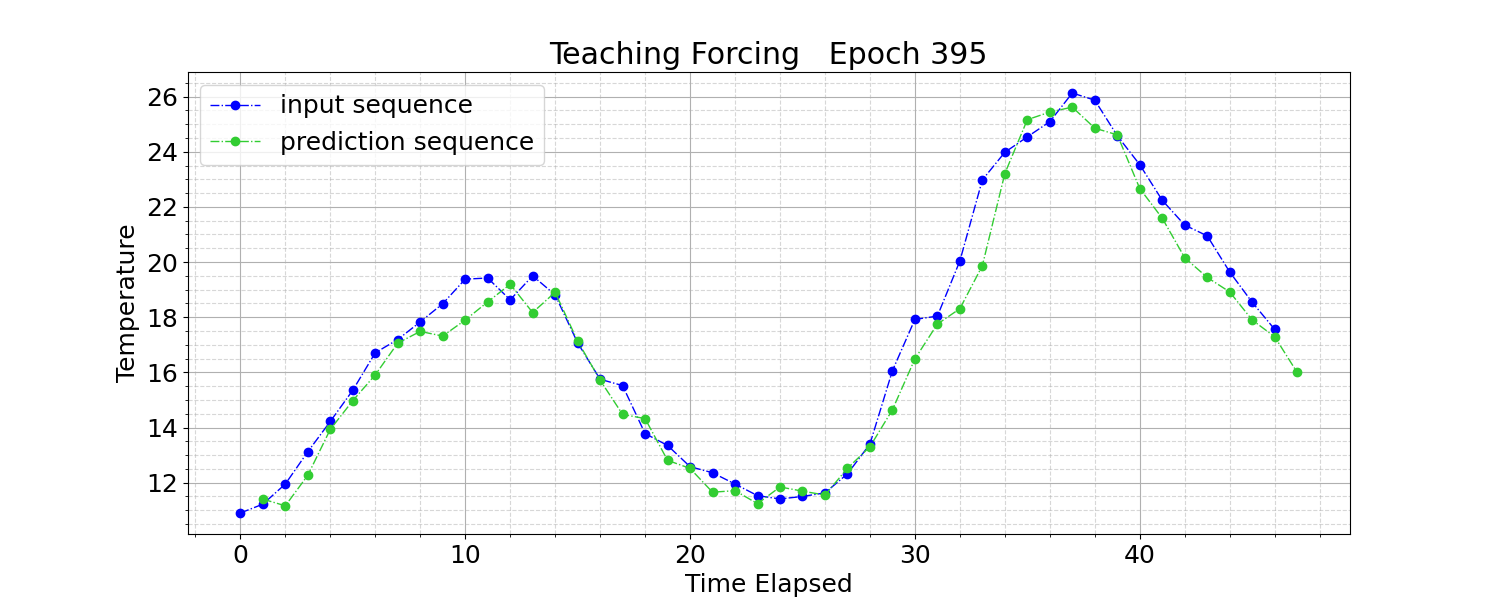 Teaching Forcing   Epoch 395
input sequence
prediction sequence
26
24
22
20
18
16
14
12
Temperature
0 10 20 30 40
Time Elapsed